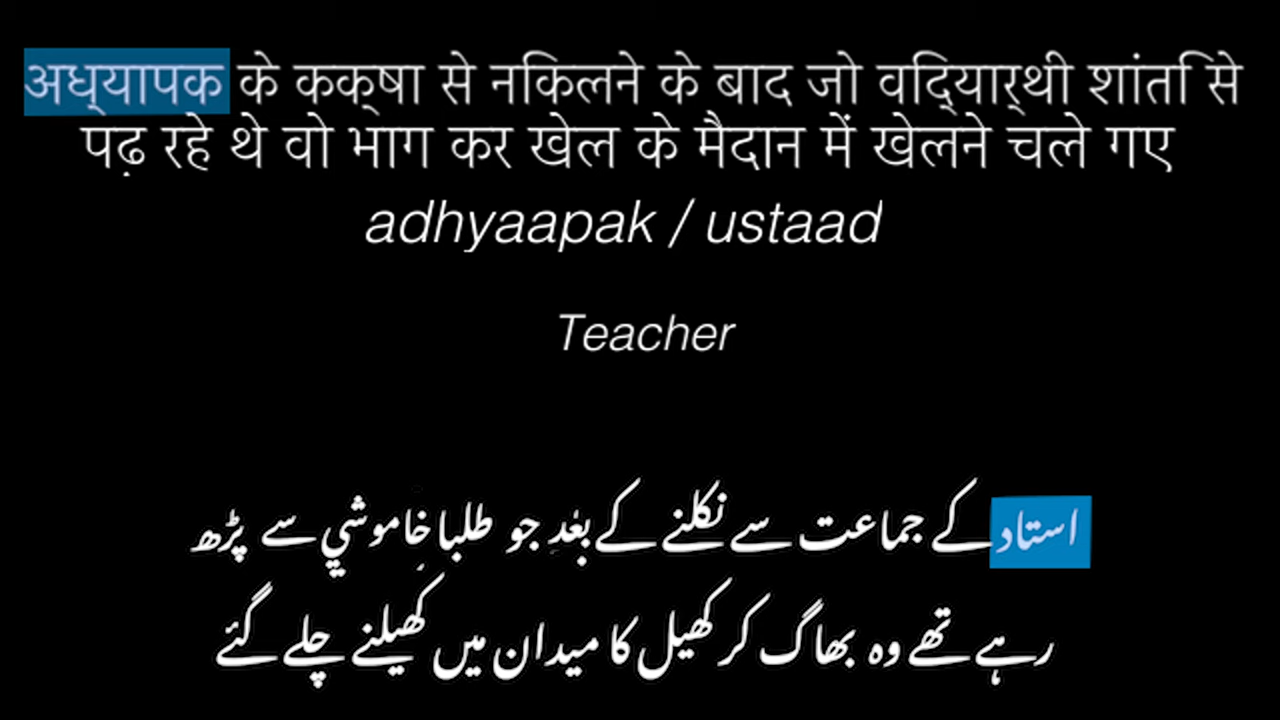 अध्यापक के कक्षा से निकलने के बाद जो विद्यार्थी शांति से
पढ़ रहे थे वो भाग कर खेल के मैदान में खेलने चले गए
adhyaapak / ustaad
Teacher
استاد کے جماعت سے نکلنے کے بعد جو طلبا خاموشی سے پڑھ
رہے تھے وہ بھاگ کر کھیل کا میدان میں کھیلنے چلے گئے